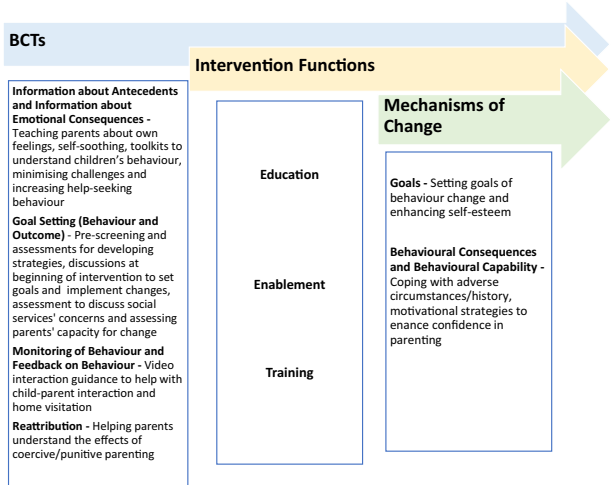 BCTs
Intervention Functions
Mechanisms of
Change
Information about Antecedents
and Information about
Emotional Consequences -
Teaching parents about own
feelings, self-soothing, toolkits to
understand children's behaviour,
minimising challenges and
increasing help-seeking
behaviour
Goal Setting (Behaviour and
Outcome) - Pre-screening and
assessments for developing
strategies, discussions at
beginning of intervention to set
goals and implement changes,
assessment to discuss social
services' concerns and assessing
parents' capacity for change
Monitoring of Behaviour and
Feedback on Behaviour - Video
interaction guidance to help with
child-parent interaction and
home visitation
Reattribution - Helping parents
understand the effects of
coercive/punitive parenting
Education
Enablement
Training
Goals - Setting goals of
behaviour change and
enhancing self-esteem
Behavioural Consequences
and Behavioural Capability -
Coping with adverse
circumstances/history,
motivational strategies to
enance confidence in
parenting